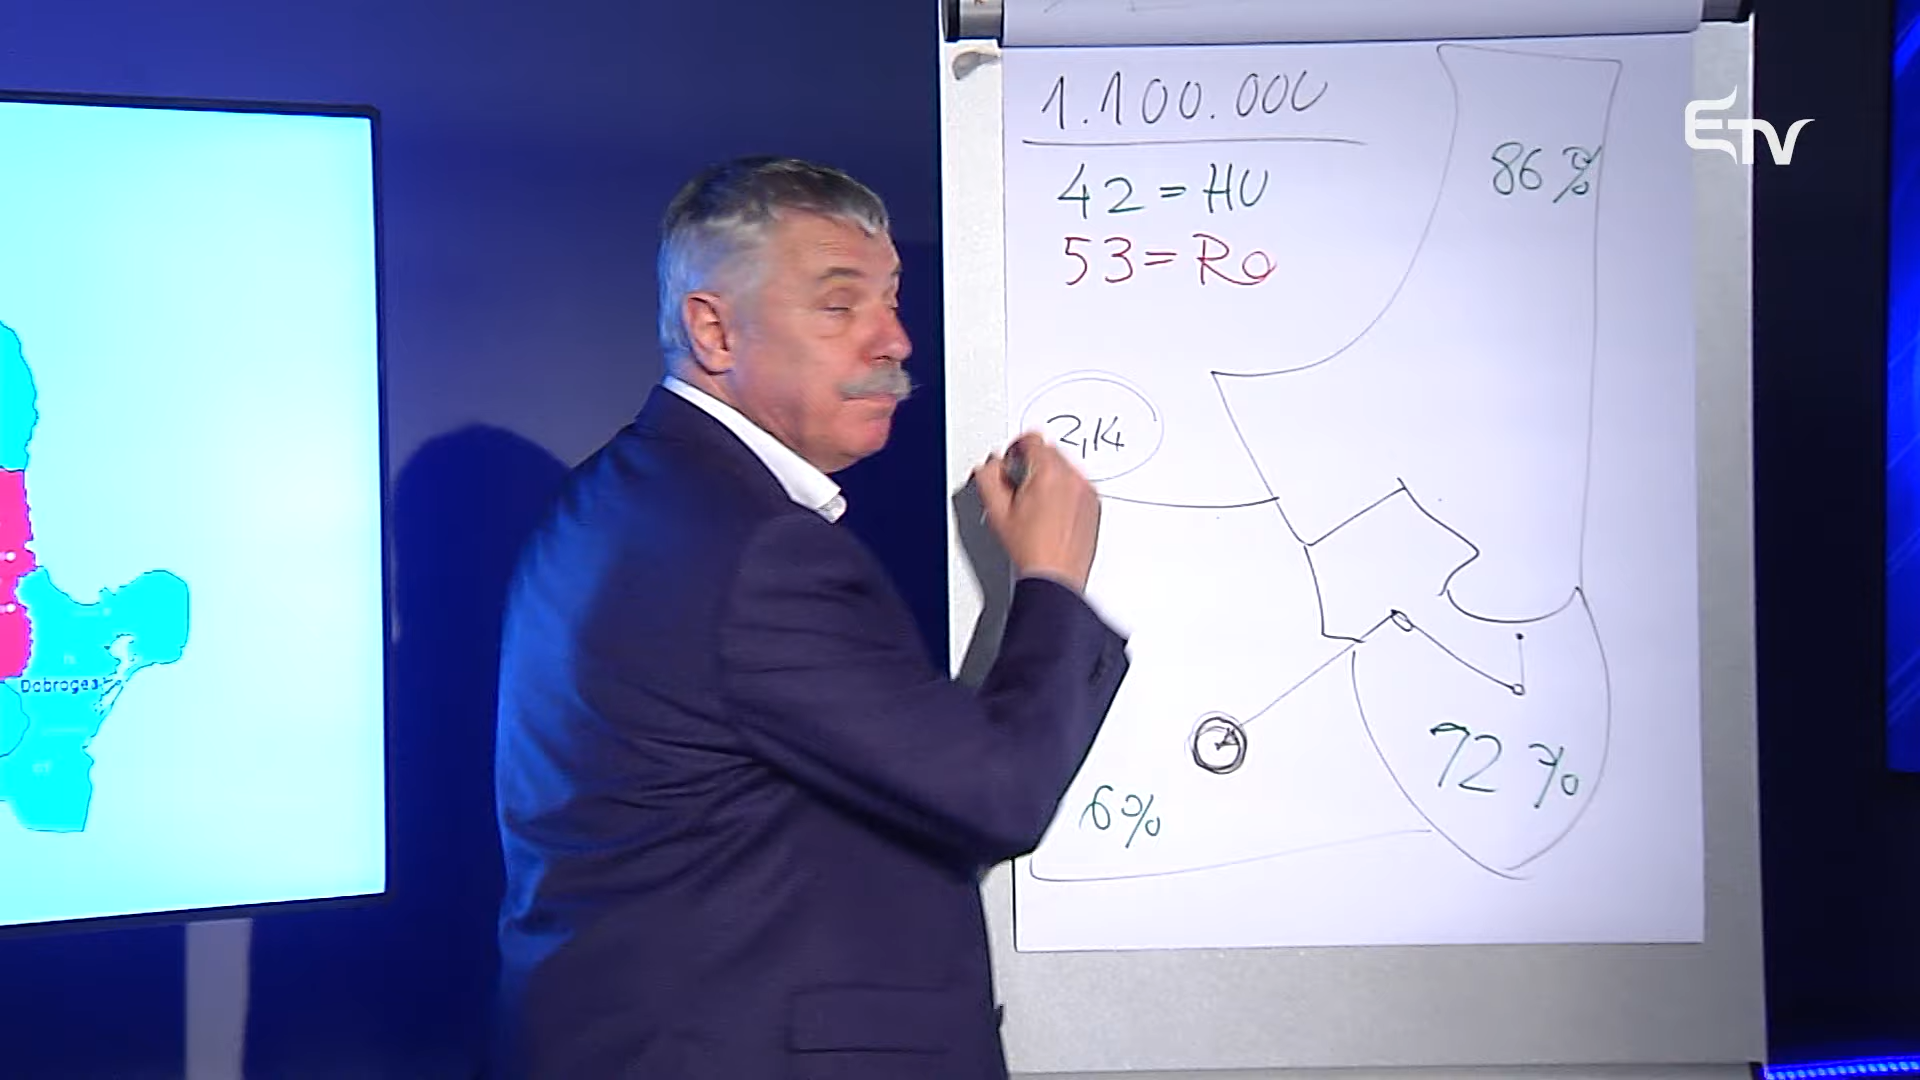 1.100.000
42 = HU
53 = Ro
86 %
ETV
2,14
72 %
6%
Dobrogea